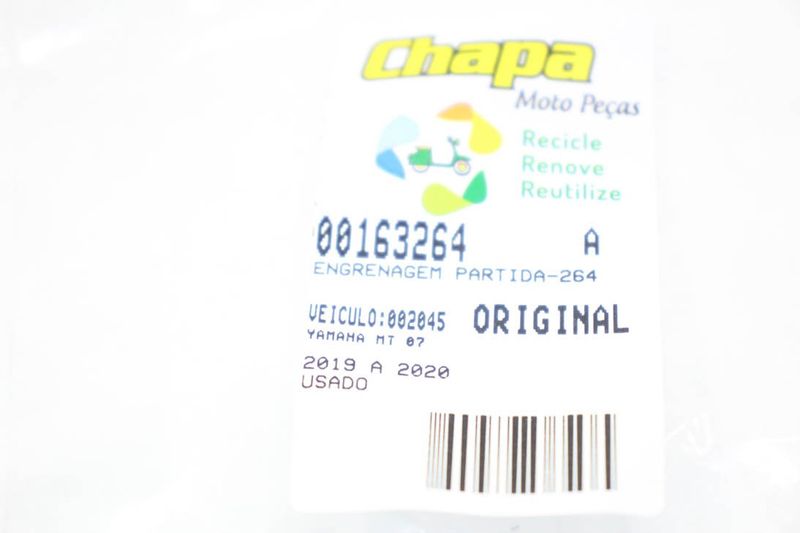 Chapa
Moto Peças
Recicle
Renove
Reutilize
00163264 A
ENGRENAGEM PARTIDA-264
VEICULO:002045 ORIGINAL
YAMAHA MT 07
2019 A 2020
USADO